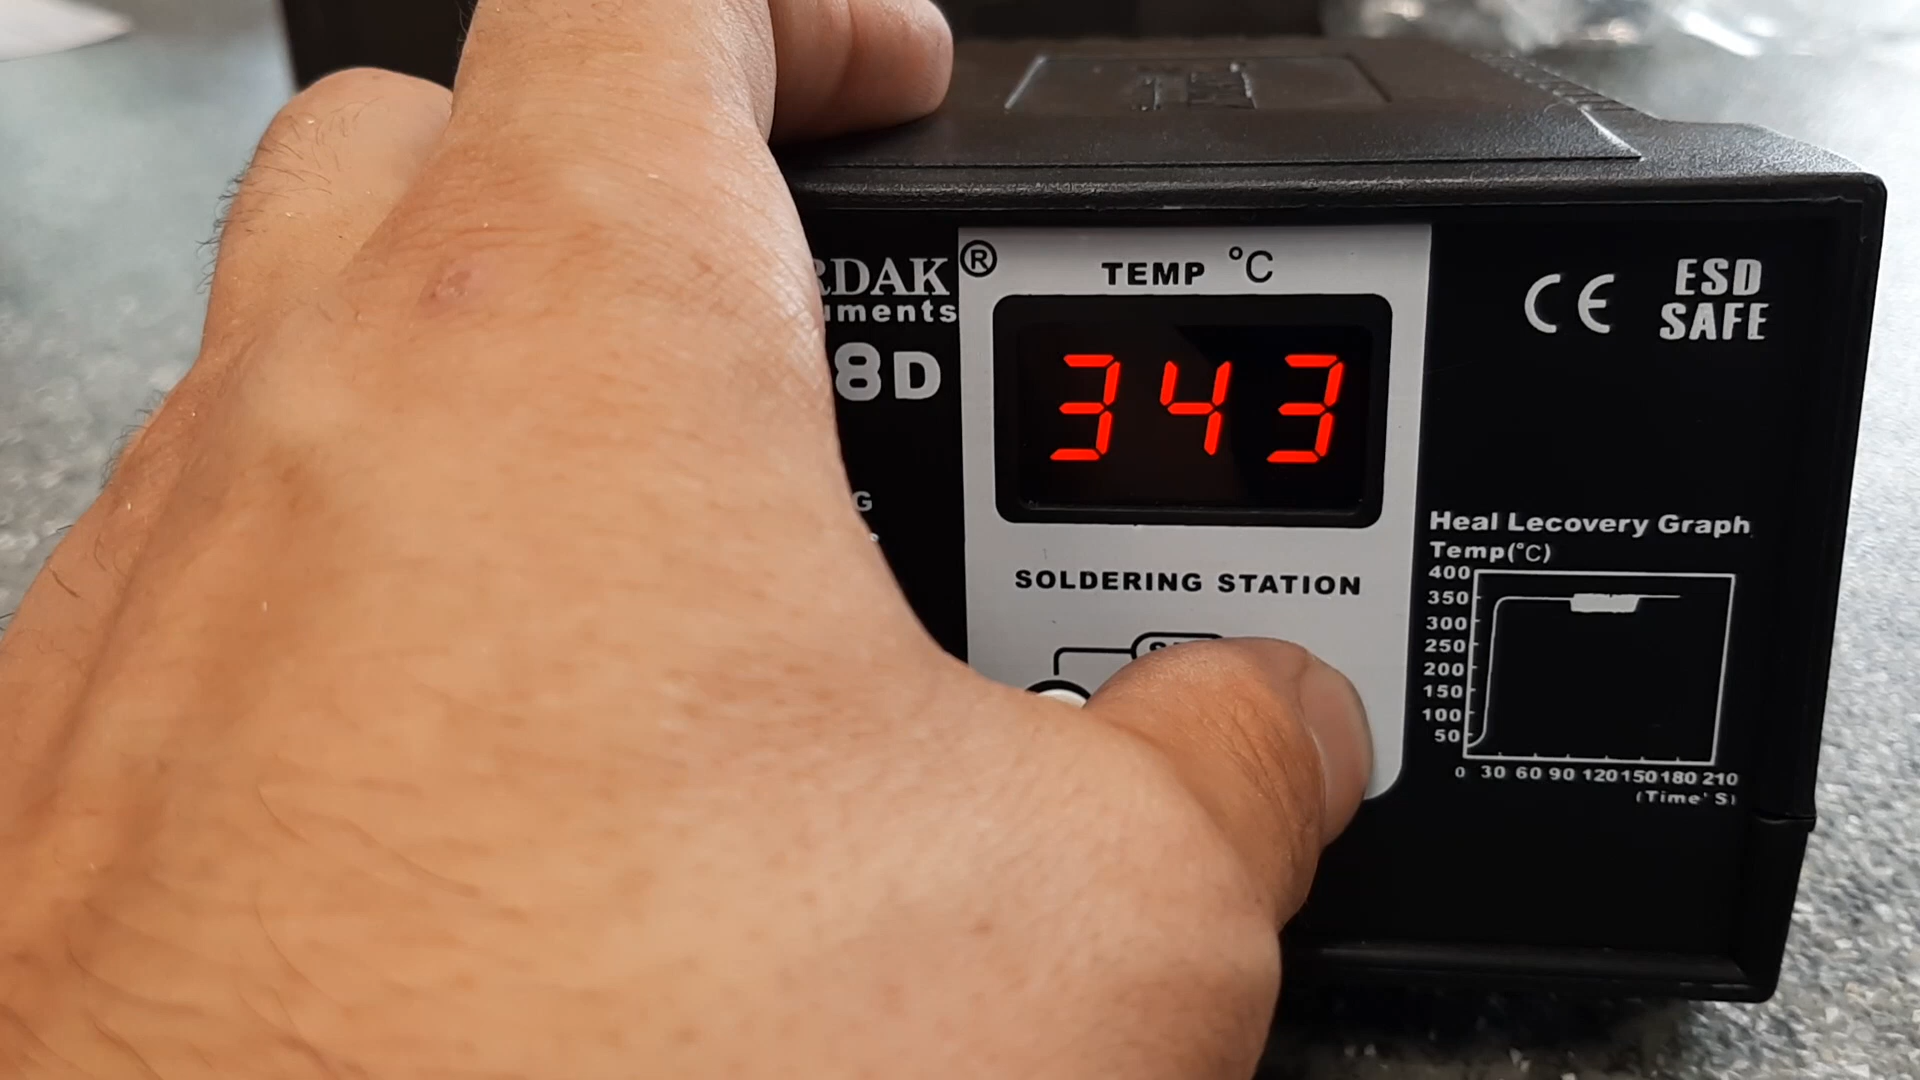 RDAK®
uments
8D
G
TEMP °C
343
SOLDERING STATION
CE
ESD
SAFE
Heal Lecovery Graph
Temp(°C)
400
350
300
250
200
150
100
50
0 30 60 90 120 150 180 210
(Time' S)